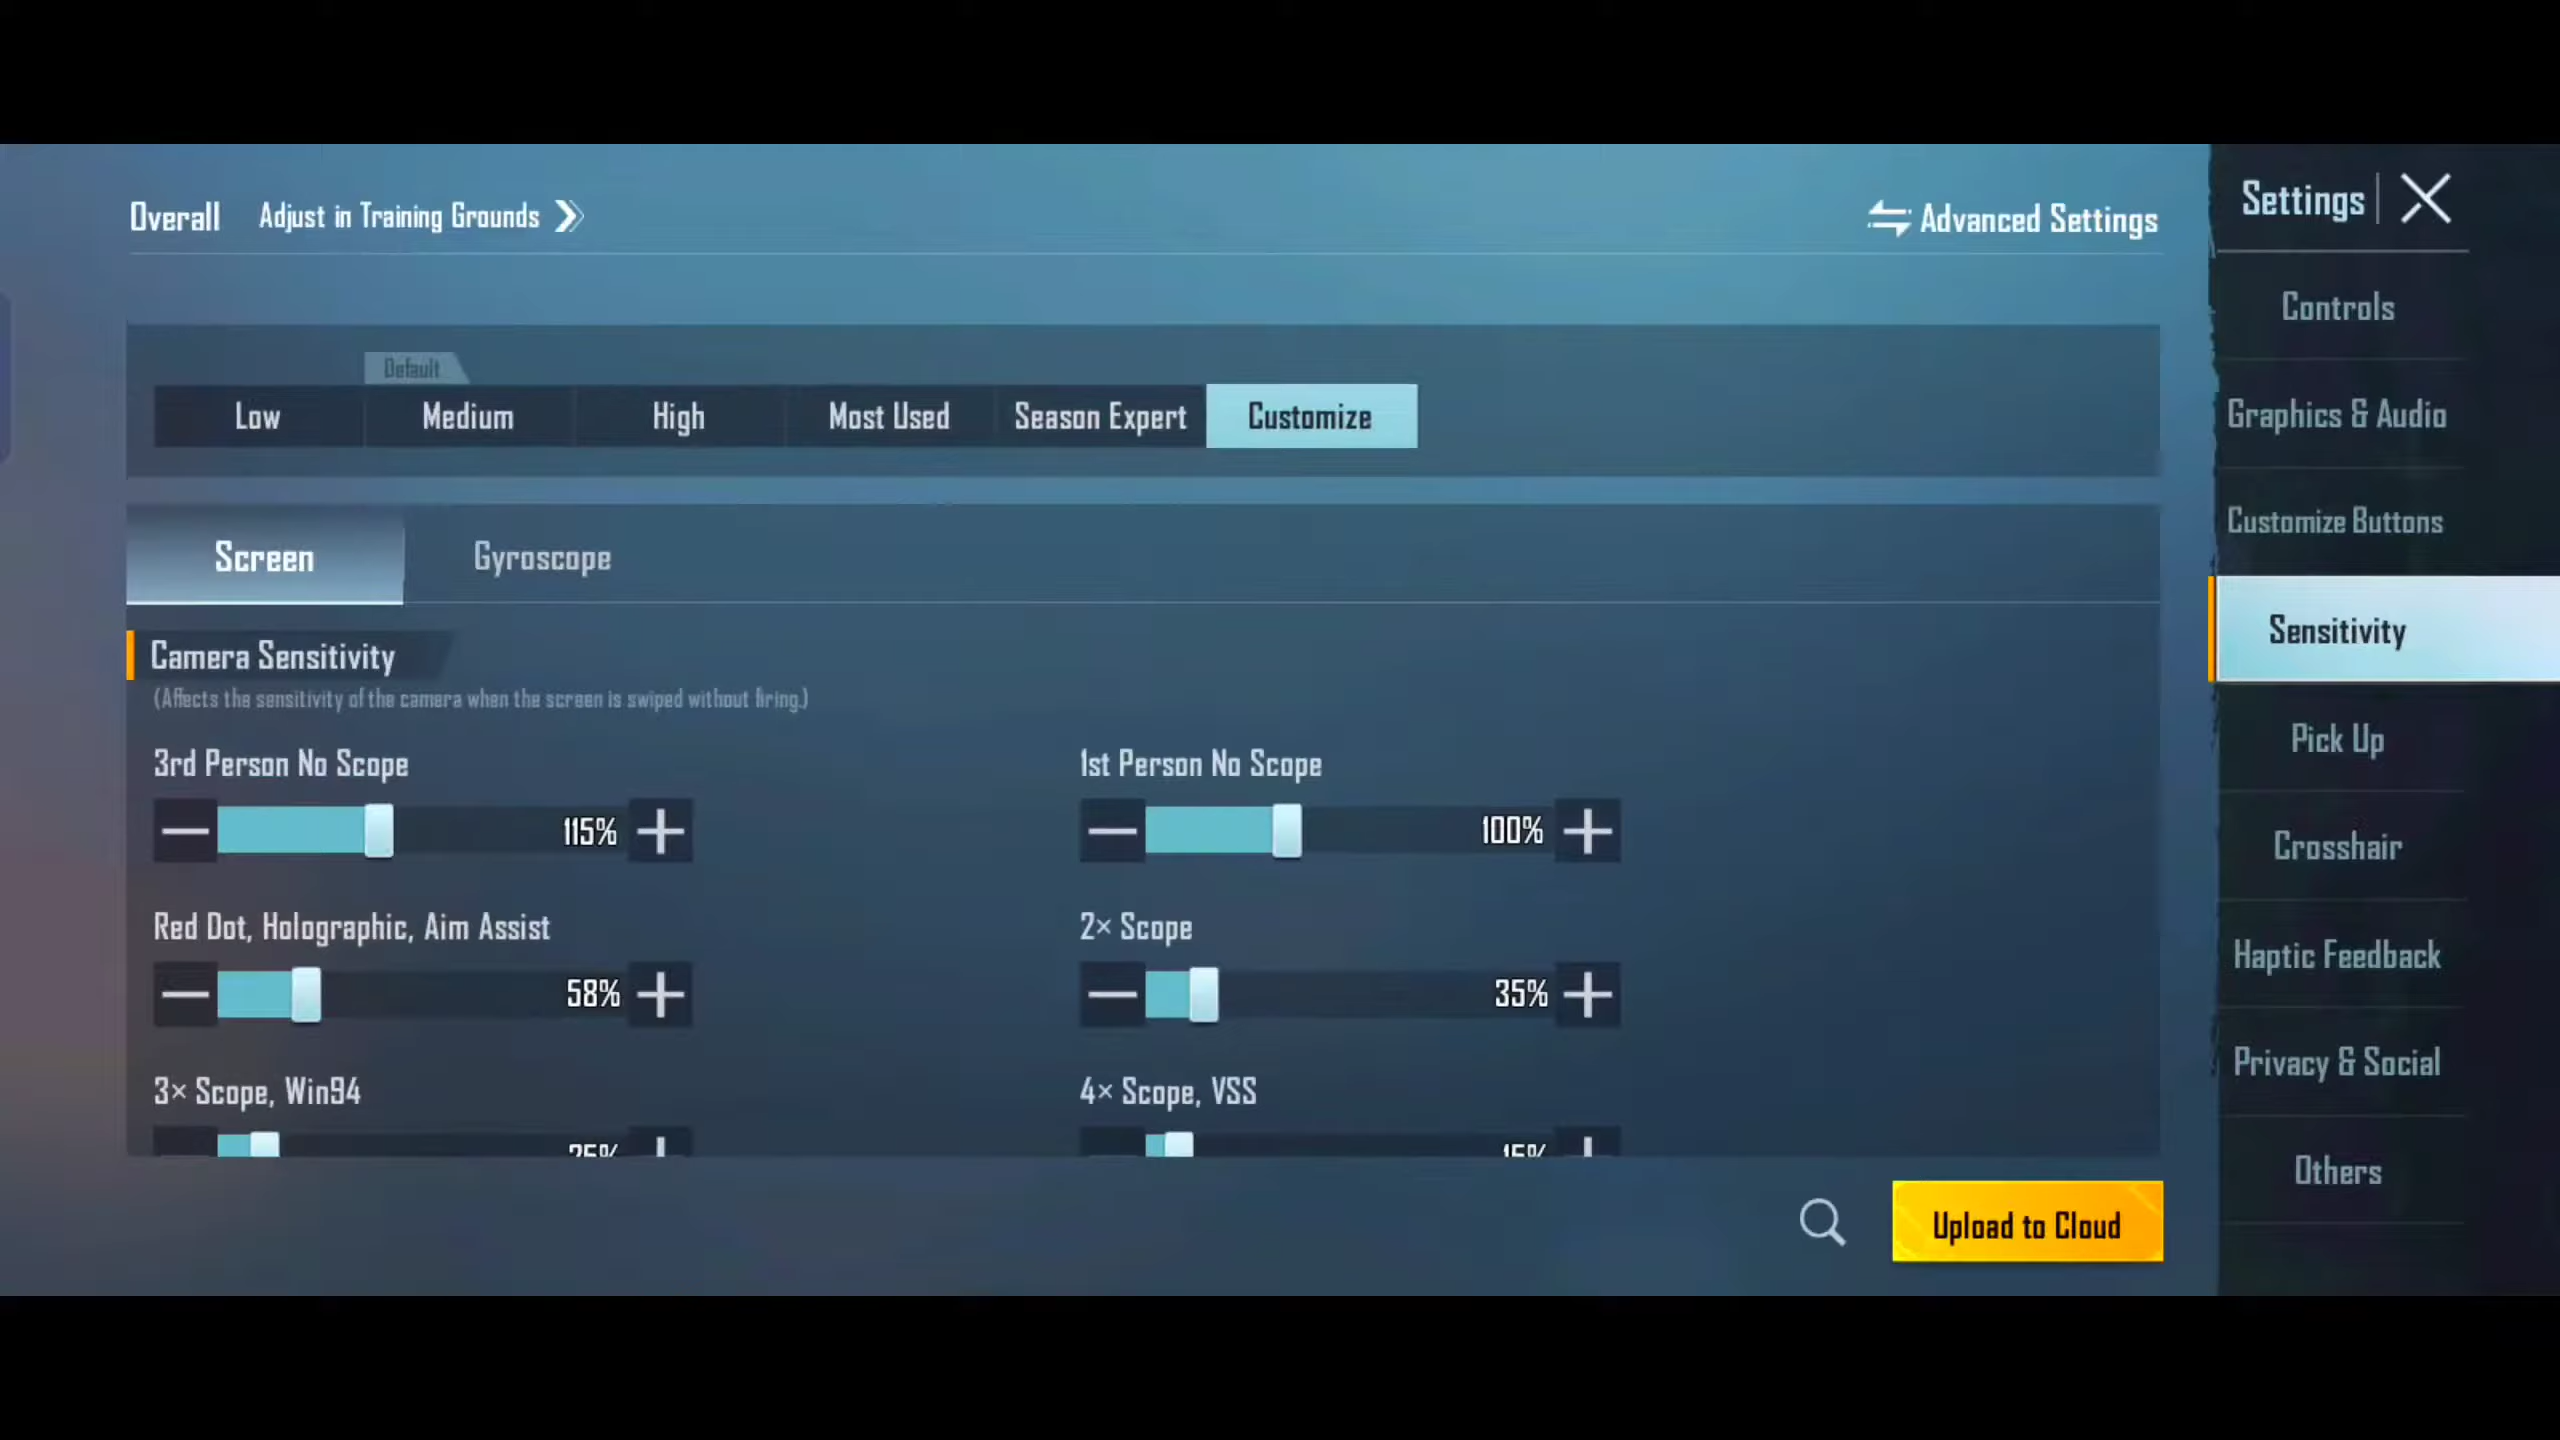 Overall Adjust in Training Grounds
Advanced Settings
Settings
Default
Low Medium High Most Used Season Expert Customize
Screen Gyroscope
Camera Sensitivity
(Affects the sensitivity of the camera when the screen is swiped without firing.)
3rd Person No Scope
115%
1st Person No Scope
100%
Red Dot, Holographic, Aim Assist
58%
2× Scope
35%
3× Scope, Win94
4× Scope, VSS
15%
Upload to Cloud
Controls
Graphics & Audio
Customize Buttons
Sensitivity
Pick Up
Crosshair
Haptic Feedback
Privacy & Social
Others